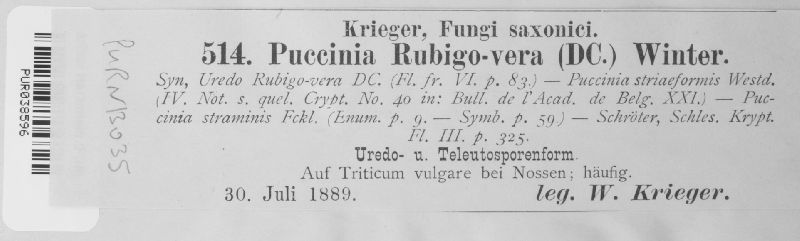 Krieger, Fungi saxonici.
514. Puccinia Rubigo-vera (DC.) Winter.
Syn, Uredo Rubigo-vera DC. (Fl. fr. VI. p. 83.) — Puccinia striaeformis Westd.
(IV. Not. s. quel. Crypt. No. 40 in: Bull. de l'Acad. de Belg. XXI.) — Puc-
cinia straminis Fckl. (Enum. p. 9. — Symb. p. 59.) — Schröter, Schles. Krypt.
Fl. III. p. 325.
Uredo- u. Teleutosporenform.
Auf Triticum vulgare bei Nossen; häufig.
30. Juli 1889. leg. W. Krieger.
PUR038596
PURN13035